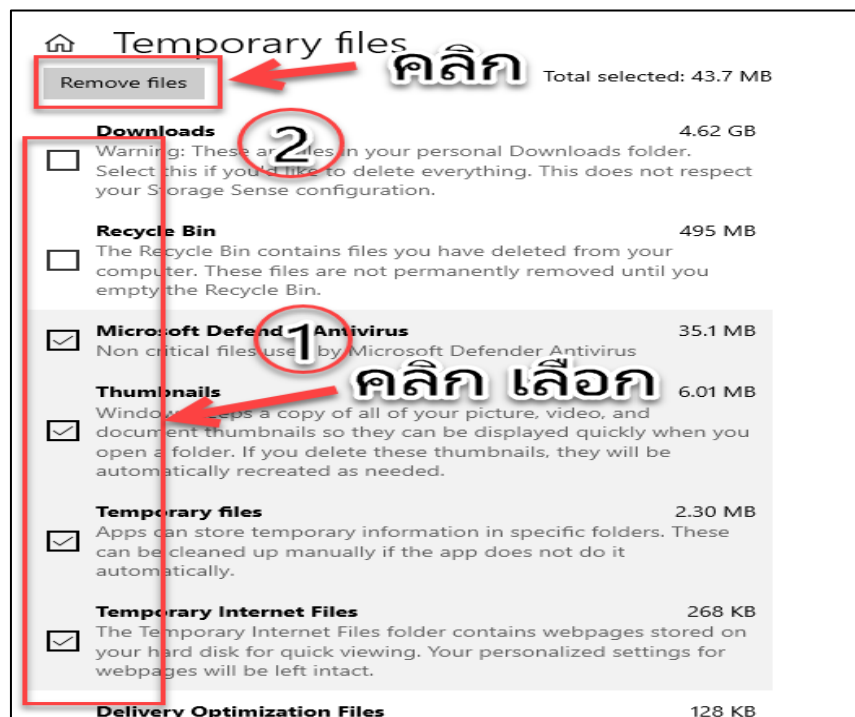 Temporary files
คลิก
Remove files
Total selected: 43.7 MB
Downloads 4.62 GB
2
Warning: These are files in your personal Downloads folder.
Select this if you'd like to delete everything. This does not respect
your Storage Sense configuration.
Recycle Bin 495 MB
The Recycle Bin contains files you have deleted from your
computer. These files are not permanently removed until you
empty the Recycle Bin.
Microsoft Defender Antivirus 35.1 MB
1
Non critical files used by Microsoft Defender Antivirus
คลิก เลือก
Thumbnails 6.01 MB
Windows keeps a copy of all of your picture, video, and
document thumbnails so they can be displayed quickly when you
open a folder. If you delete these thumbnails, they will be
automatically recreated as needed.
Temporary files 2.30 MB
Apps can store temporary information in specific folders. These
can be cleaned up manually if the app does not do it
automatically.
Temporary Internet Files 268 KB
The Temporary Internet Files folder contains webpages stored on
your hard disk for quick viewing. Your personalized settings for
webpages will be left intact.
Delivery Optimization Files 128 KB